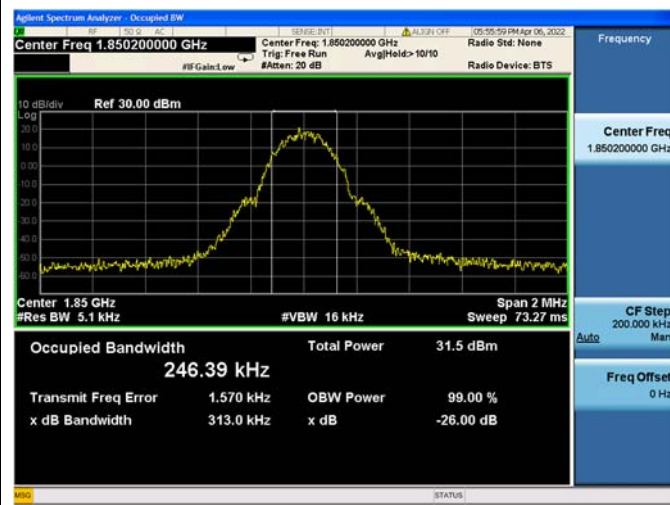 Agilent Spectrum Analyzer - Occupied BW
RF 50 Ω AC SENSE:INT ALIGN OFF 05:55:59 PM Apr 06, 2022
Center Freq 1.850200000 GHz
Center Freq: 1.850200000 GHz
Radio Std: None
Trig: Free Run Avg|Hold:>10/10
#IFGain:Low #Atten: 20 dB Radio Device: BTS
10 dB/div Ref 30.00 dBm
Log
20.0
10.0
0.00
-10.0
-20.0
-30.0
-40.0
-50.0
-60.0
Center 1.85 GHz Span 2 MHz
#Res BW 5.1 kHz #VBW 16 kHz Sweep 73.27 ms
Occupied Bandwidth Total Power 31.5 dBm
246.39 kHz
Transmit Freq Error 1.570 kHz OBW Power 99.00 %
x dB Bandwidth 313.0 kHz x dB -26.00 dB
MSG STATUS
Frequency
Center Freq
1.850200000 GHz
CF Step
200.000 kHz
Auto Man
Freq Offset
0 Hz